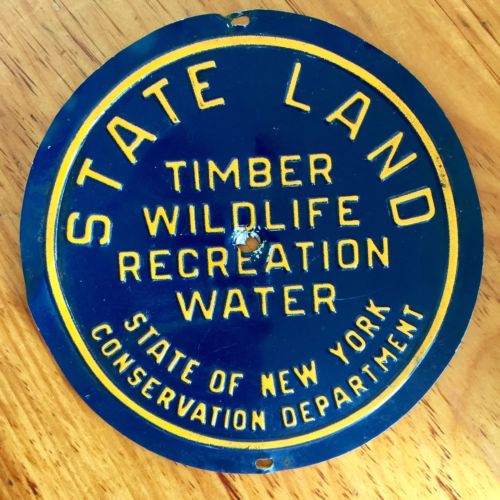 STATE LAND
TIMBER
WILDLIFE
RECREATION
WATER
STATE OF NEW YORK
CONSERVATION DEPARTMENT